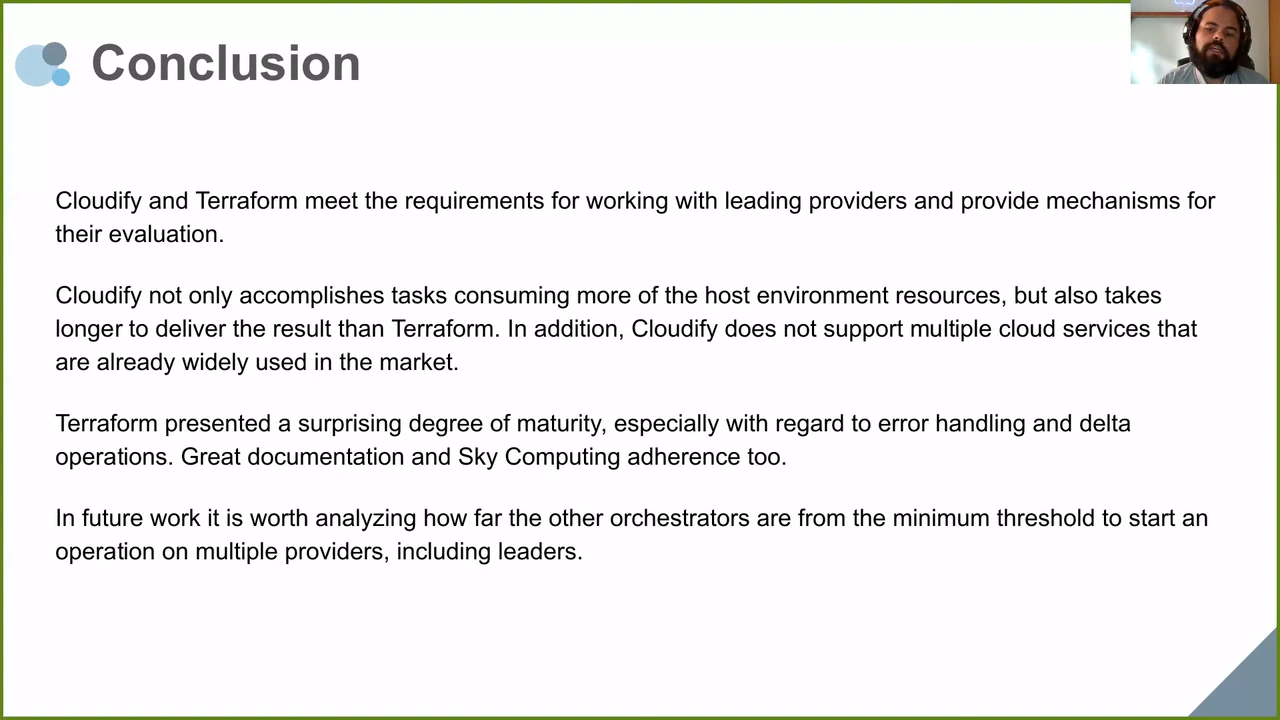 Conclusion
Cloudify and Terraform meet the requirements for working with leading providers and provide mechanisms for
their evaluation.
Cloudify not only accomplishes tasks consuming more of the host environment resources, but also takes
longer to deliver the result than Terraform. In addition, Cloudify does not support multiple cloud services that
are already widely used in the market.
Terraform presented a surprising degree of maturity, especially with regard to error handling and delta
operations. Great documentation and Sky Computing adherence too.
In future work it is worth analyzing how far the other orchestrators are from the minimum threshold to start an
operation on multiple providers, including leaders.